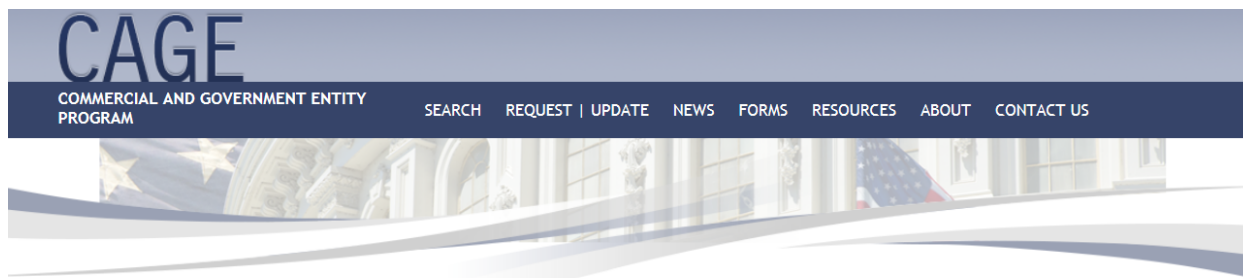 CAGE
COMMERCIAL AND GOVERNMENT ENTITY
PROGRAM
SEARCH REQUEST | UPDATE NEWS FORMS RESOURCES ABOUT CONTACT US